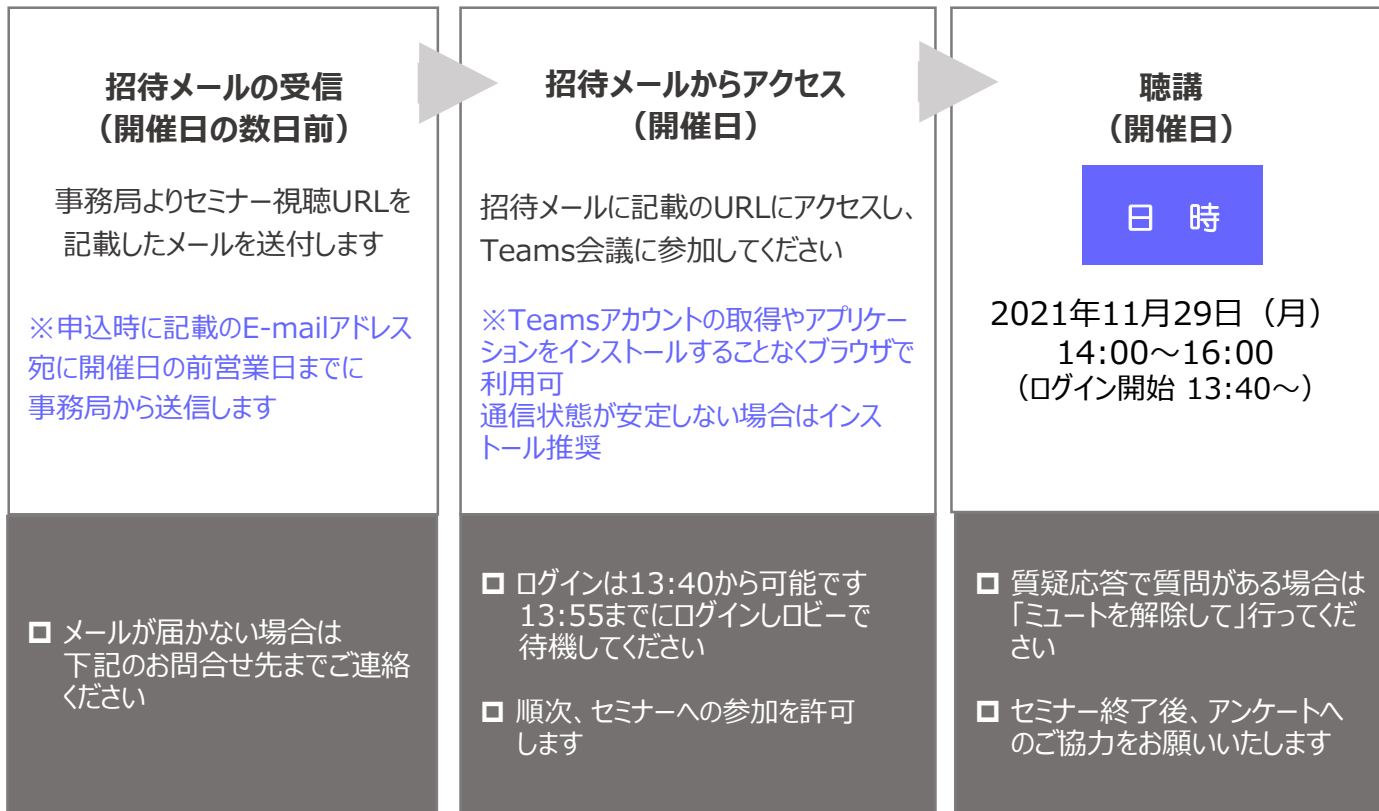 招待メールの受信
（開催日の数日前）
事務局よりセミナー視聴URLを
記載したメールを送付します
※申込時に記載のE-mailアドレス
宛に開催日の前営業日までに
事務局から送信します
メールが届かない場合は
下記のお問合せ先までご連絡
ください
招待メールからアクセス
（開催日）
招待メールに記載のURLにアクセスし、
Teams会議に参加してください
※Teamsアカウントの取得やアプリケー
ションをインストールすることなくブラウザで
利用可
通信状態が安定しない場合はインス
トール推奨
ログインは13:40から可能です
13:55までにログインしロビーで
待機してください
順次、セミナーへの参加を許可
します
聴講
（開催日）
日　時
2021年11月29日（月）
14:00～16:00
（ログイン開始 13:40～）
質疑応答で質問がある場合は
「ミュートを解除して」行ってくだ
さい
セミナー終了後、アンケートへ
のご協力をお願いいたします